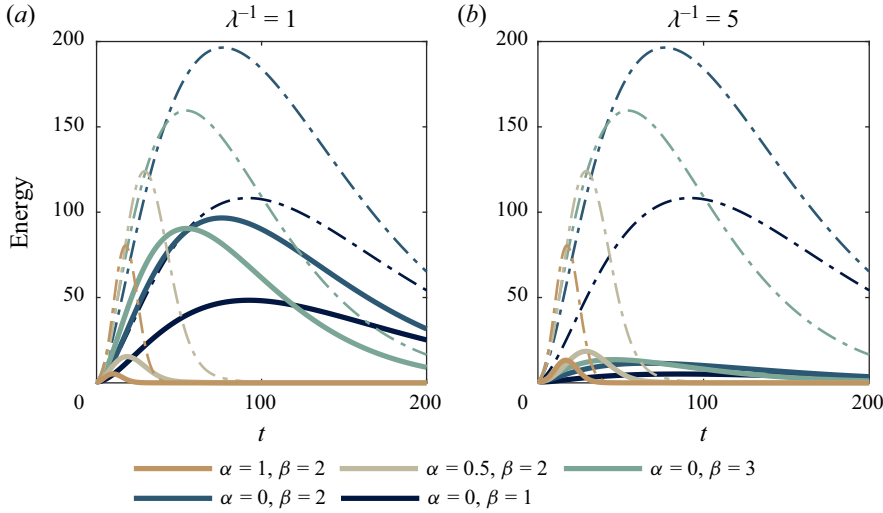 (a) λ⁻¹ = 1 (b) λ⁻¹ = 5
200 200
150 150
100 100
50 50
0 100 200 0 100 200
Energy
t t
α = 1, β = 2 α = 0.5, β = 2 α = 0, β = 3
α = 0, β = 2 α = 0, β = 1